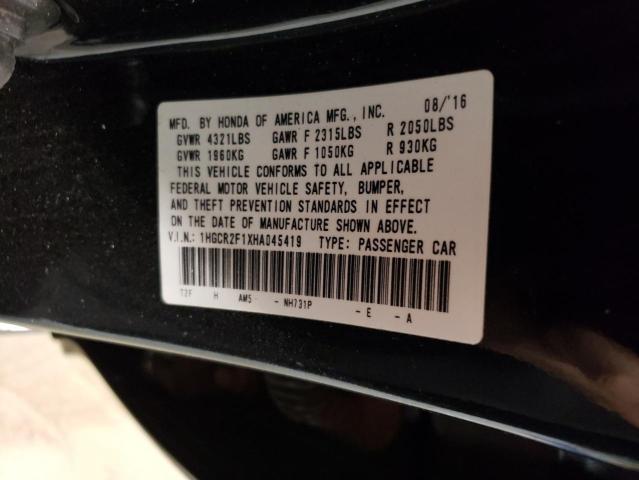 MFD. BY HONDA OF AMERICA MFG., INC. 08/'16
GVWR 4321LBS GAWR F 2315LBS R 2050LBS
GVWR 1960KG GAWR F 1050KG R 930KG
THIS VEHICLE CONFORMS TO ALL APPLICABLE
FEDERAL MOTOR VEHICLE SAFETY, BUMPER,
AND THEFT PREVENTION STANDARDS IN EFFECT
ON THE DATE OF MANUFACTURE SHOWN ABOVE.
V.I.N.: 1HGCR2F1XHA045419 TYPE: PASSENGER CAR
T2F H AM5 - NH731P - E - A